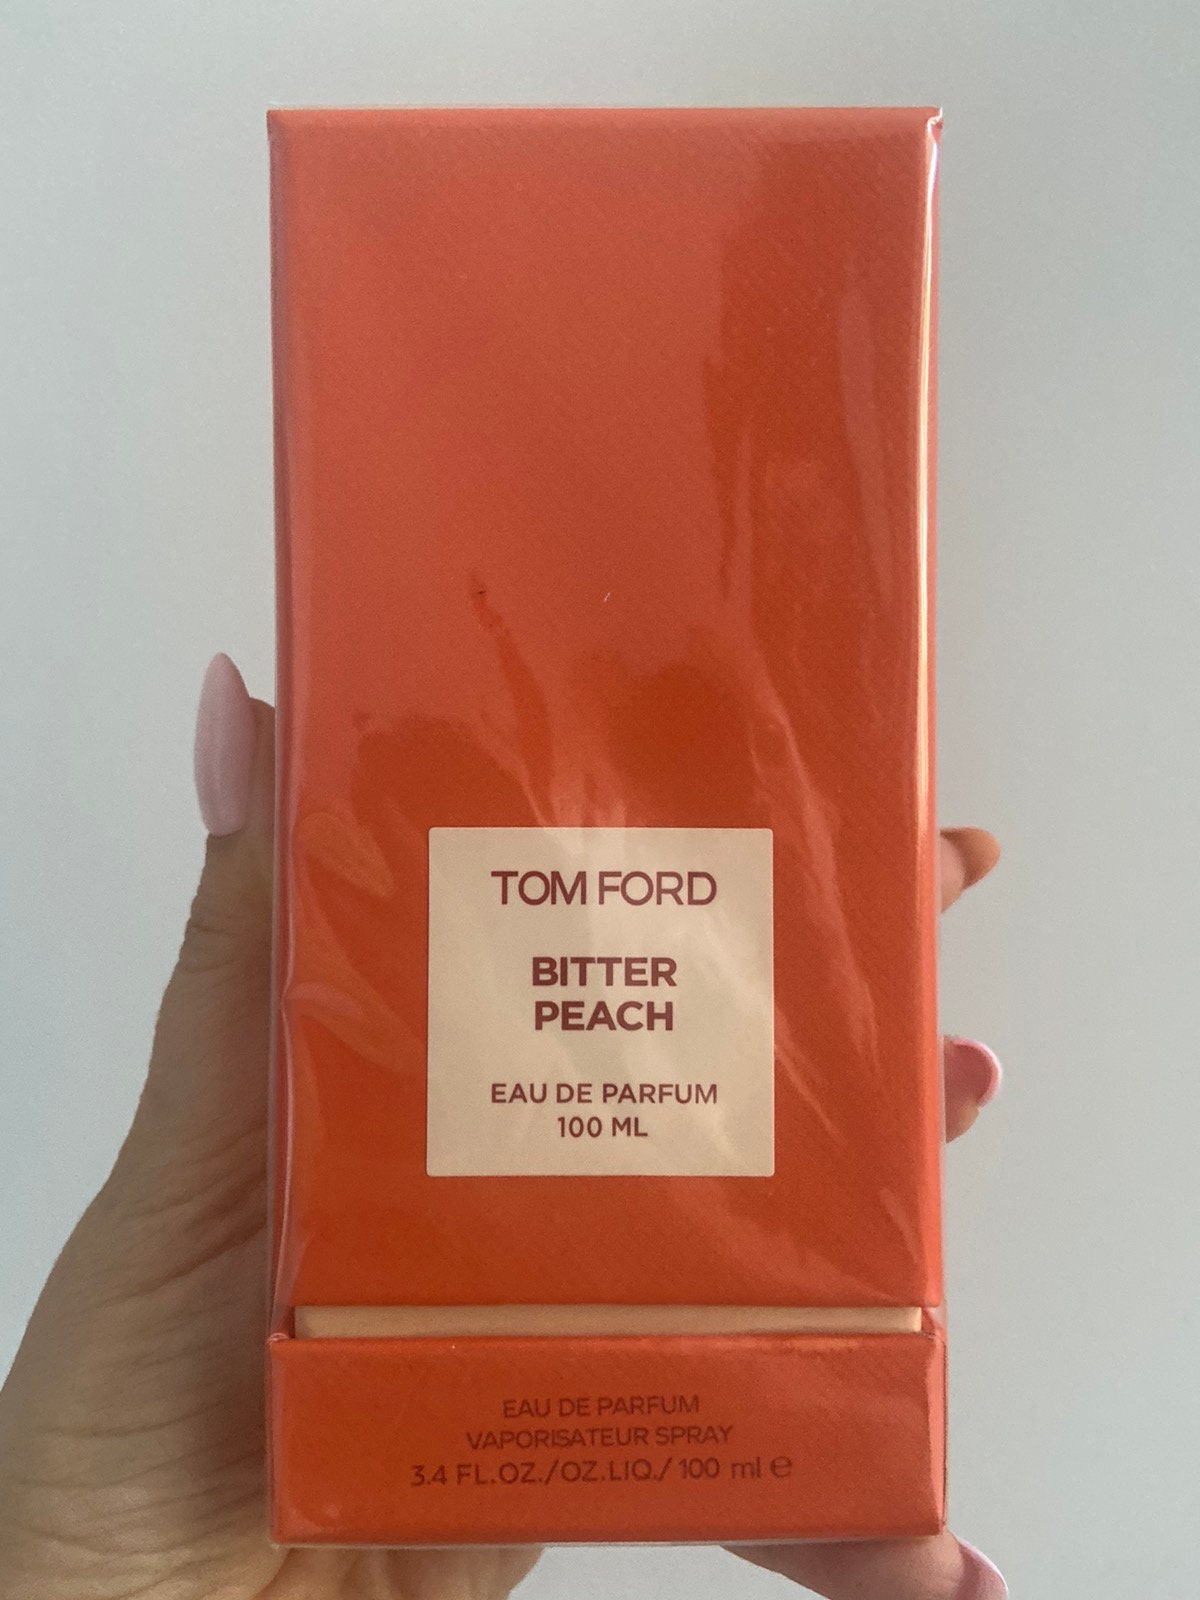 TOM FORD
BITTER
PEACH
EAU DE PARFUM
100 ML
EAU DE PARFUM
VAPORISATEUR SPRAY
3.4 FL.OZ./OZ.LIQ./ 100 ml ℮